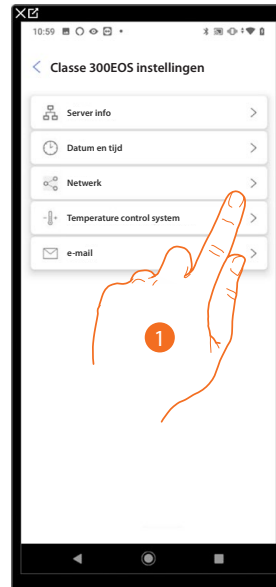 10:59
Classe 300EOS instellingen
Server info
Datum en tijd
Netwerk
Temperature control system
e-mail
1